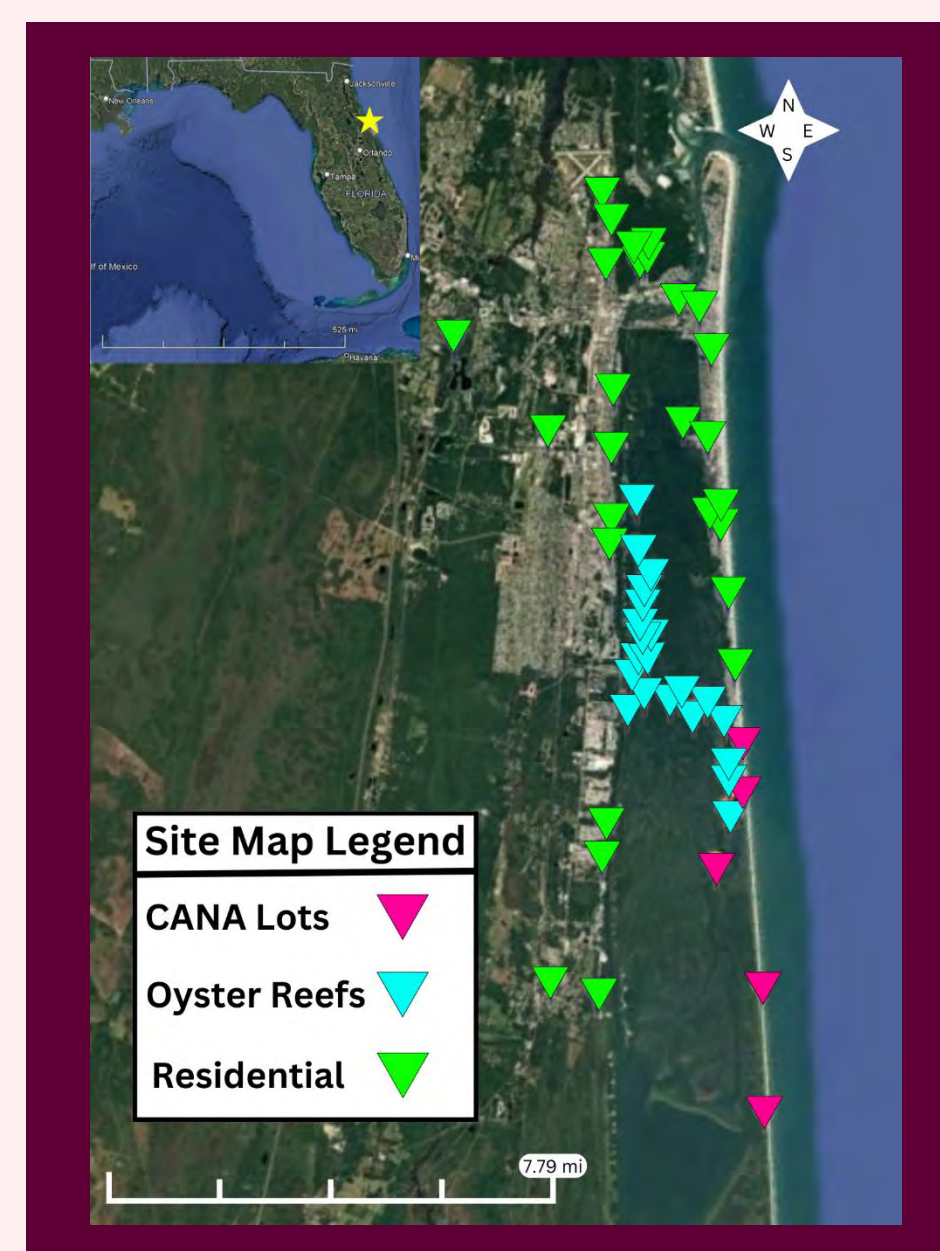 Jacksonville
New Orleans
Orlando
Tampa
FLORIDA
lf of Mexico
525 mi
Havana
N
W E
S
Site Map Legend
CANA Lots
Oyster Reefs
Residential
7.79 mi